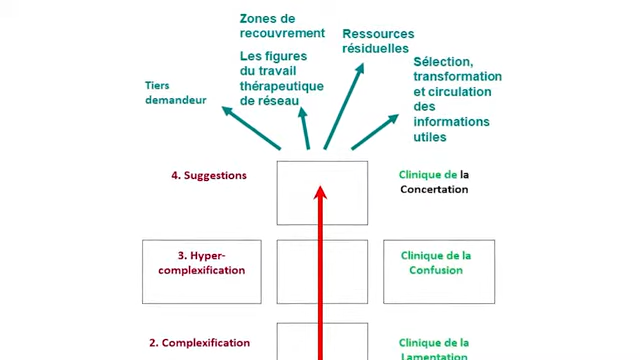 Zones de
recouvrement
Les figures
du travail
thérapeutique
de réseau
Ressources
résiduelles
Sélection,
transformation
et circulation
des
informations
utiles
Tiers
demandeur
4. Suggestions
Clinique de la
Concertation
3. Hyper-
complexification
Clinique de la
Confusion
2. Complexification
Clinique de la
Lamentation